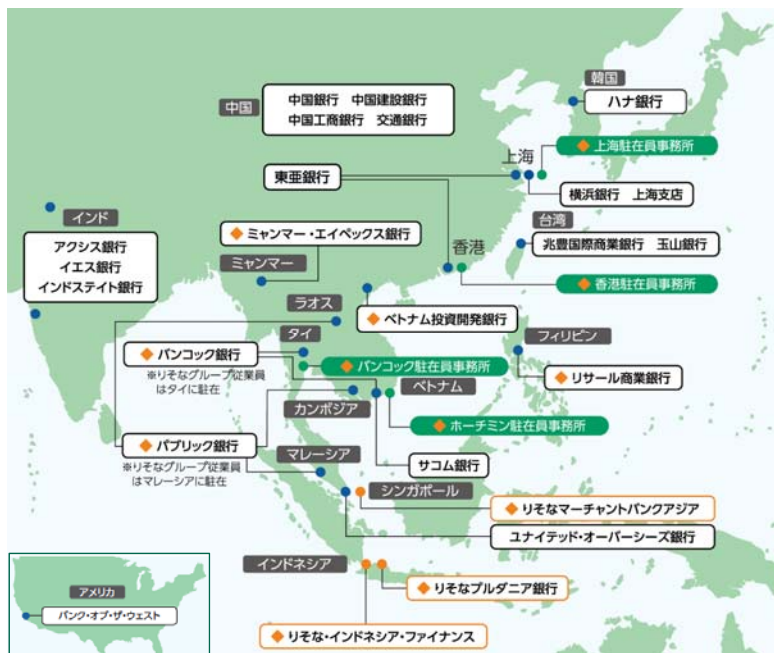 韓国
ハナ銀行
中国
中国銀行 中国建設銀行
中国工商銀行 交通銀行
上海
◆ 上海駐在員事務所
東亜銀行
横浜銀行 上海支店
インド
アクシス銀行
イエス銀行
インドステイト銀行
◆ ミャンマー・エイペックス銀行
ミャンマー
台湾
兆豊国際商業銀行 玉山銀行
香港
◆ 香港駐在員事務所
ラオス
◆ ベトナム投資開発銀行
タイ
フィリピン
◆ バンコック銀行
※りそなグループ従業員
はタイに駐在
◆ バンコック駐在員事務所
◆ リサール商業銀行
カンボジア
ベトナム
◆ ホーチミン駐在員事務所
◆ パブリック銀行
※りそなグループ従業員
はマレーシアに駐在
マレーシア
サコム銀行
シンガポール
◆ りそなマーチャントバンクアジア
ユナイテッド・オーバーシーズ銀行
インドネシア
◆ りそなプルダニア銀行
◆ りそな・インドネシア・ファイナンス
アメリカ
バンク・オブ・ザ・ウェスト